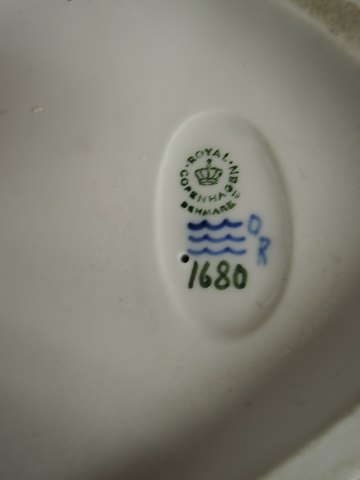 ROYAL COPENHAGEN
DENMARK
O
R
1680